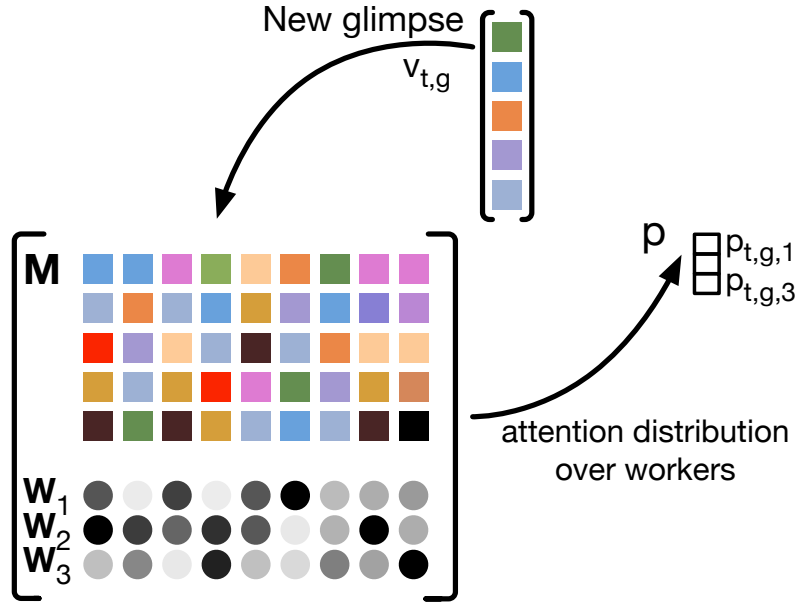 New glimpse
v_{t,g}
M
p
p_{t,g,1}
p_{t,g,3}
attention distribution
over workers
W_1
W_2
W_3